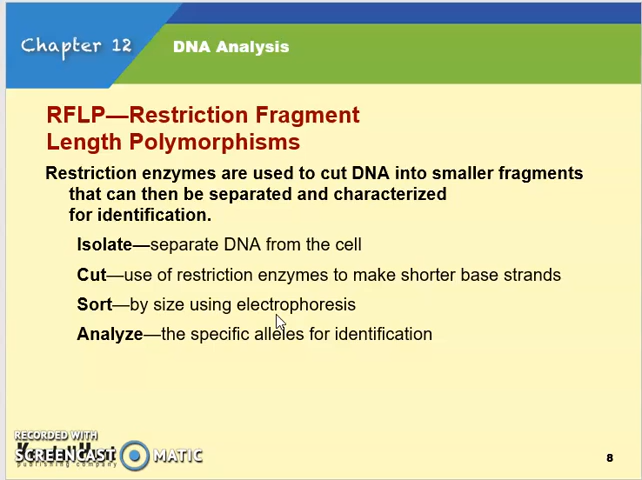 Chapter 12
DNA Analysis
RFLP—Restriction Fragment
Length Polymorphisms
Restriction enzymes are used to cut DNA into smaller fragments
that can then be separated and characterized
for identification.
Isolate—separate DNA from the cell
Cut—use of restriction enzymes to make shorter base strands
Sort—by size using electrophoresis
Analyze—the specific alleles for identification
RECORDED WITH
SCREENCAST MATIC
publishing company
8